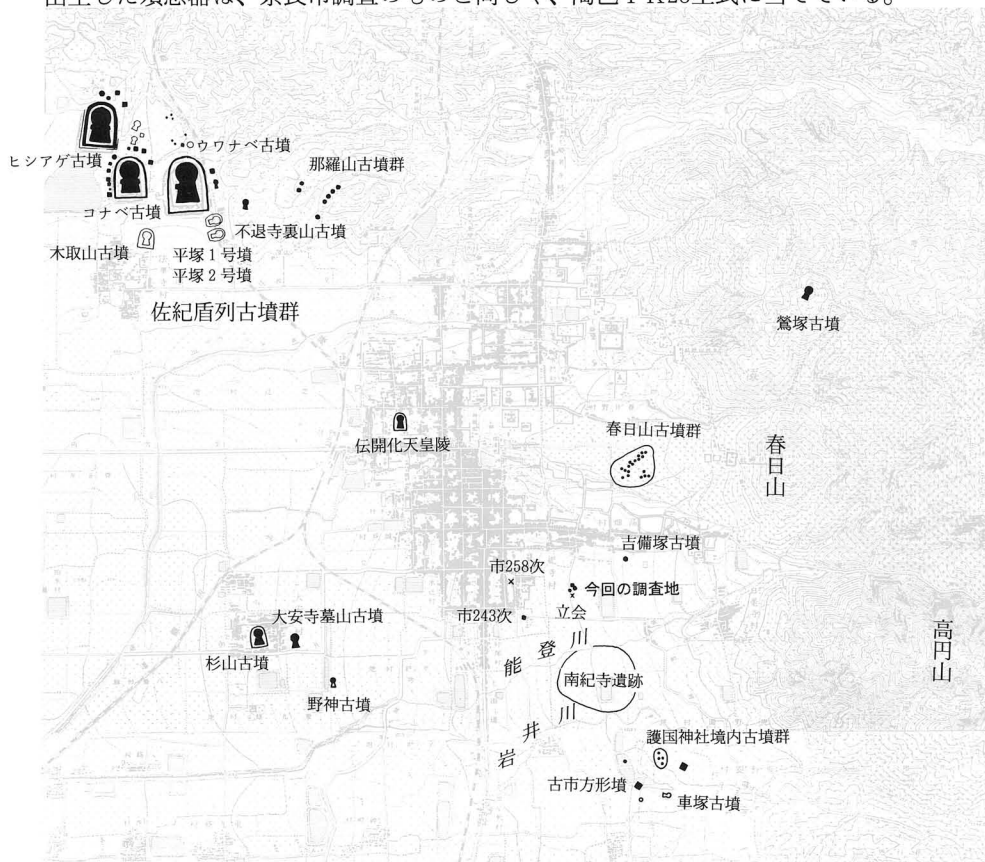 出土した須恵器は、奈良市調査のものと同じく、陶邑TK23型式に当てている。
ヒシアゲ古墳
ウワナベ古墳
那羅山古墳群
コナベ古墳
不退寺裏山古墳
木取山古墳
平塚1号墳
平塚2号墳
佐紀盾列古墳群
鶯塚古墳
伝開化天皇陵
春日山古墳群
春日山
吉備塚古墳
市258次
今回の調査地
市243次
立会
大安寺墓山古墳
杉山古墳
能登川
高円山
南紀寺遺跡
野神古墳
岩井川
護国神社境内古墳群
古市方形墳
車塚古墳